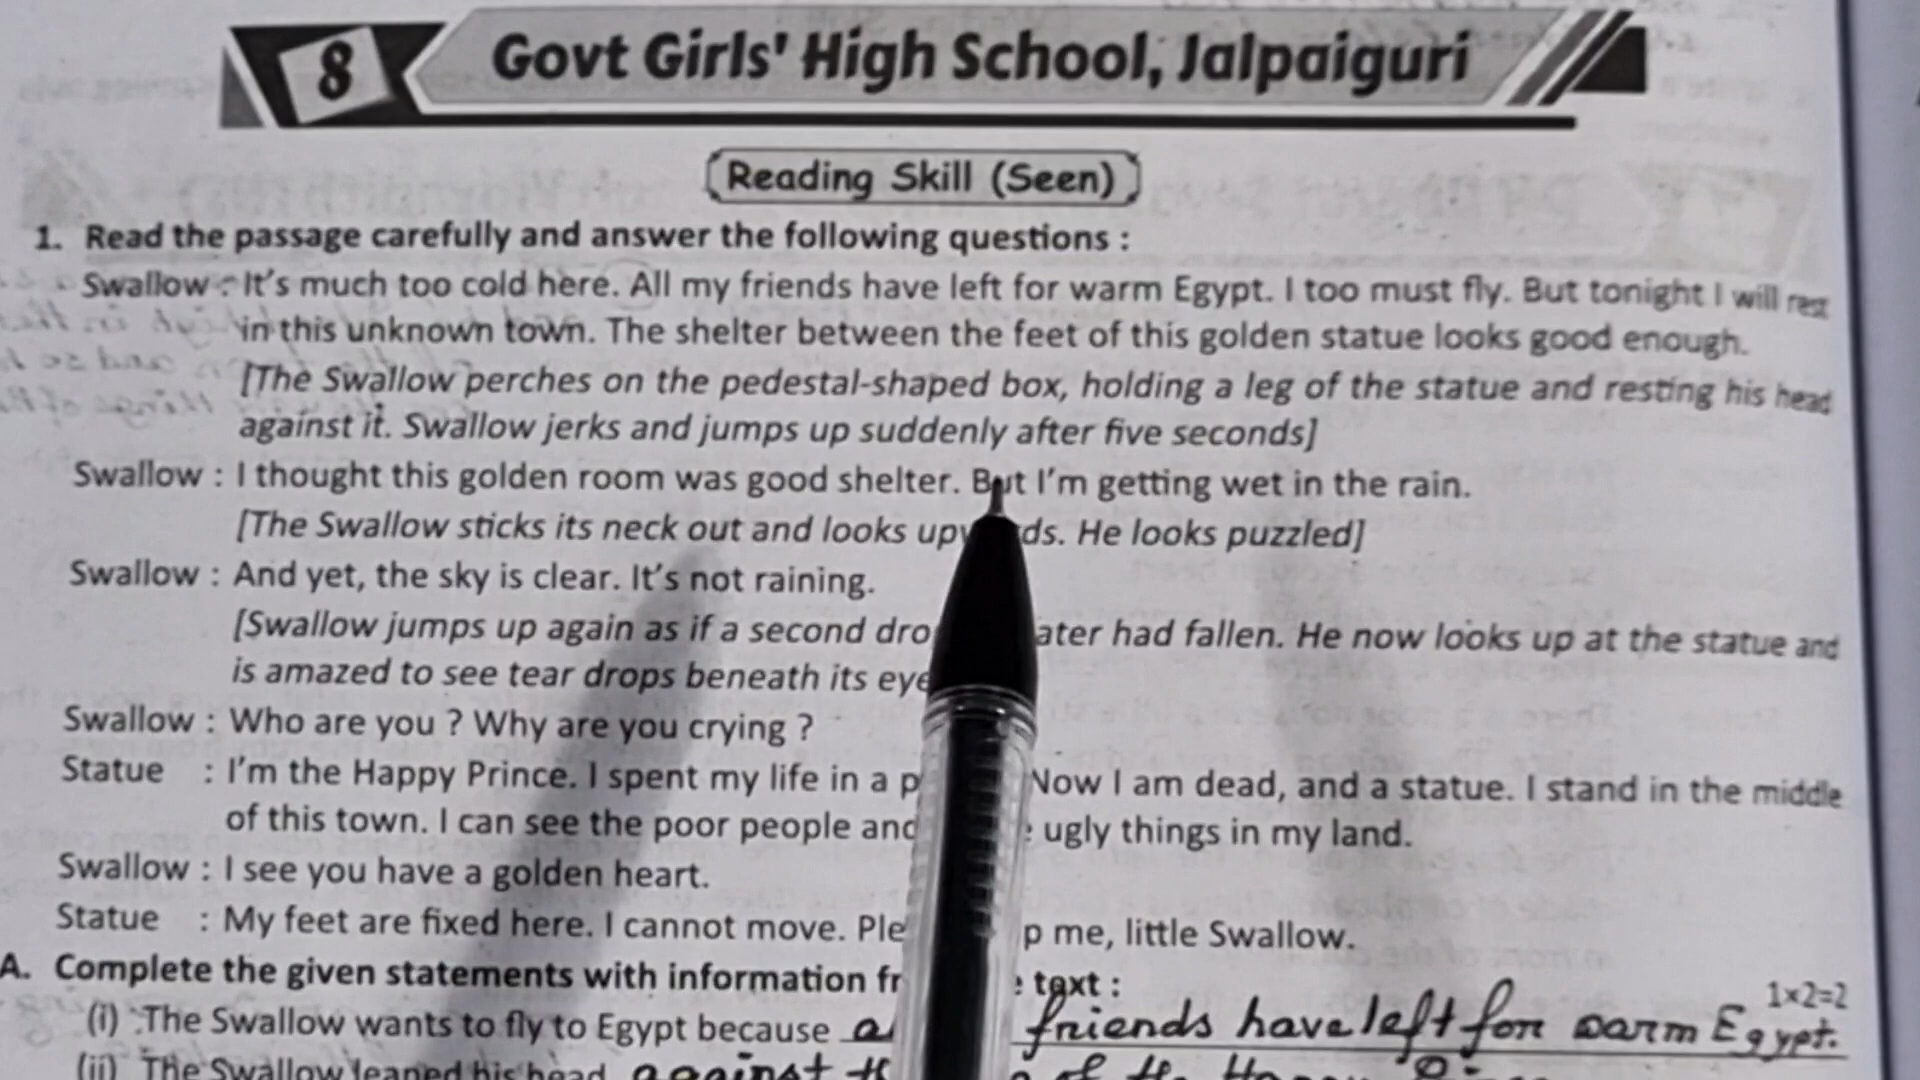 8 Govt Girls' High School, Jalpaiguri
Reading Skill (Seen)
1. Read the passage carefully and answer the following questions :
Swallow : It's much too cold here. All my friends have left for warm Egypt. I too must fly. But tonight I will rest
in this unknown town. The shelter between the feet of this golden statue looks good enough.
[The Swallow perches on the pedestal-shaped box, holding a leg of the statue and resting his head
against it. Swallow jerks and jumps up suddenly after five seconds]
Swallow : I thought this golden room was good shelter. But I'm getting wet in the rain.
[The Swallow sticks its neck out and looks up ds. He looks puzzled]
Swallow : And yet, the sky is clear. It's not raining.
[Swallow jumps up again as if a second dro ater had fallen. He now looks up at the statue and
is amazed to see tear drops beneath its eye
Swallow : Who are you ? Why are you crying ?
Statue : I'm the Happy Prince. I spent my life in a p Now I am dead, and a statue. I stand in the middle
of this town. I can see the poor people and ugly things in my land.
Swallow : I see you have a golden heart.
Statue : My feet are fixed here. I cannot move. Ple p me, little Swallow.
A. Complete the given statements with information fr text : 1×2=2
(i) The Swallow wants to fly to Egypt because a friends have left for warm Egypt.
(ii) The Swallow leaned his head against th of the